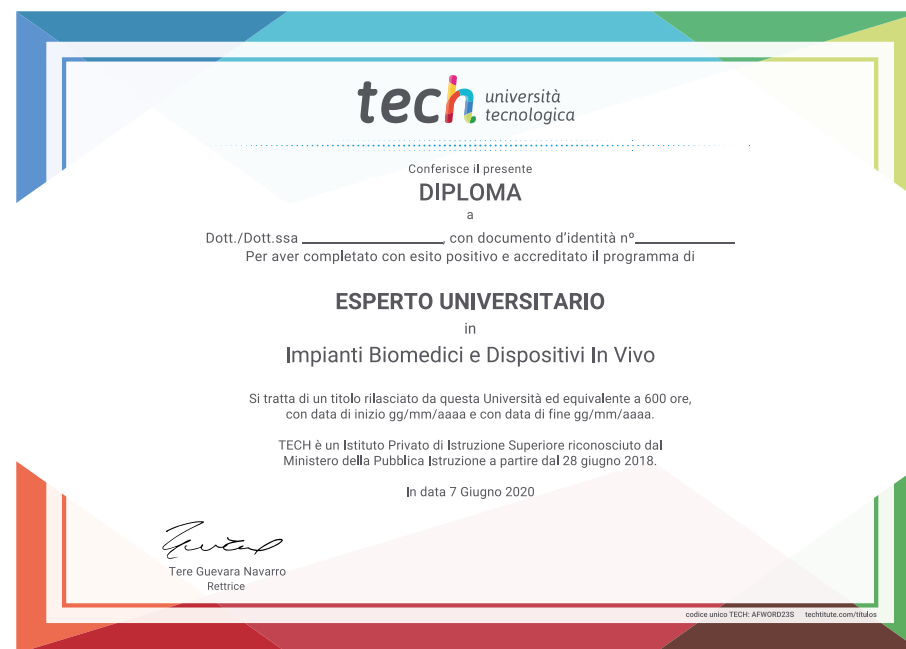 tech università
tecnologica
Conferisce il presente
DIPLOMA
a
Dott./Dott.ssa ____________, con documento d'identità nº____________
Per aver completato con esito positivo e accreditato il programma di
ESPERTO UNIVERSITARIO
in
Impianti Biomedici e Dispositivi In Vivo
Si tratta di un titolo rilasciato da questa Università ed equivalente a 600 ore,
con data di inizio gg/mm/aaaa e con data di fine gg/mm/aaaa.
TECH è un Istituto Privato di Istruzione Superiore riconosciuto dal
Ministero della Pubblica Istruzione a partire dal 28 giugno 2018.
In data 7 Giugno 2020
Tere Guevara Navarro
Rettrice
codice unico TECH: AFWORD23S techtitute.com/titulos